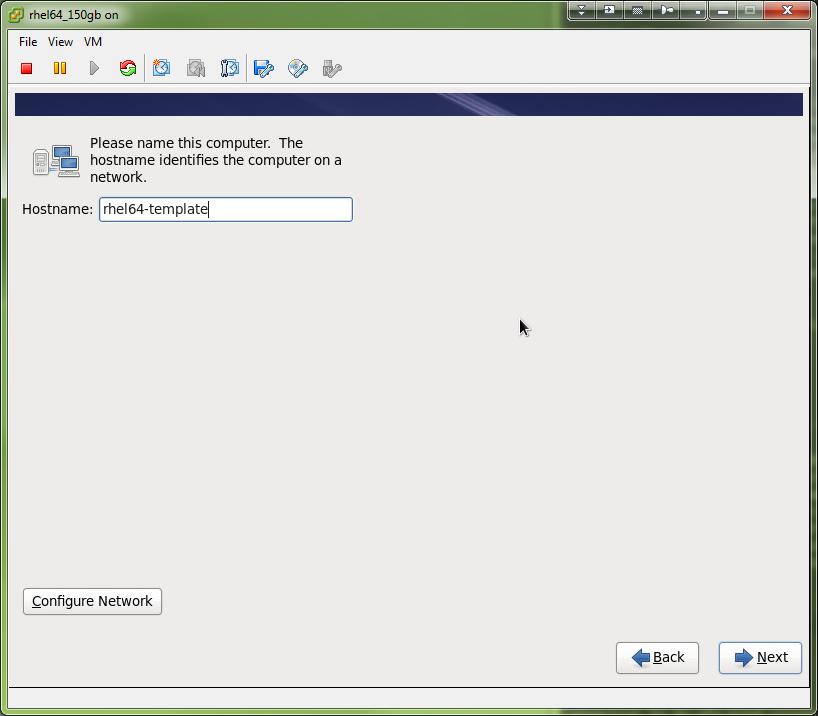 rhel64_150gb on
File View VM
Please name this computer.  The
hostname identifies the computer on a
network.
Hostname: rhel64-template
Configure Network
Back Next